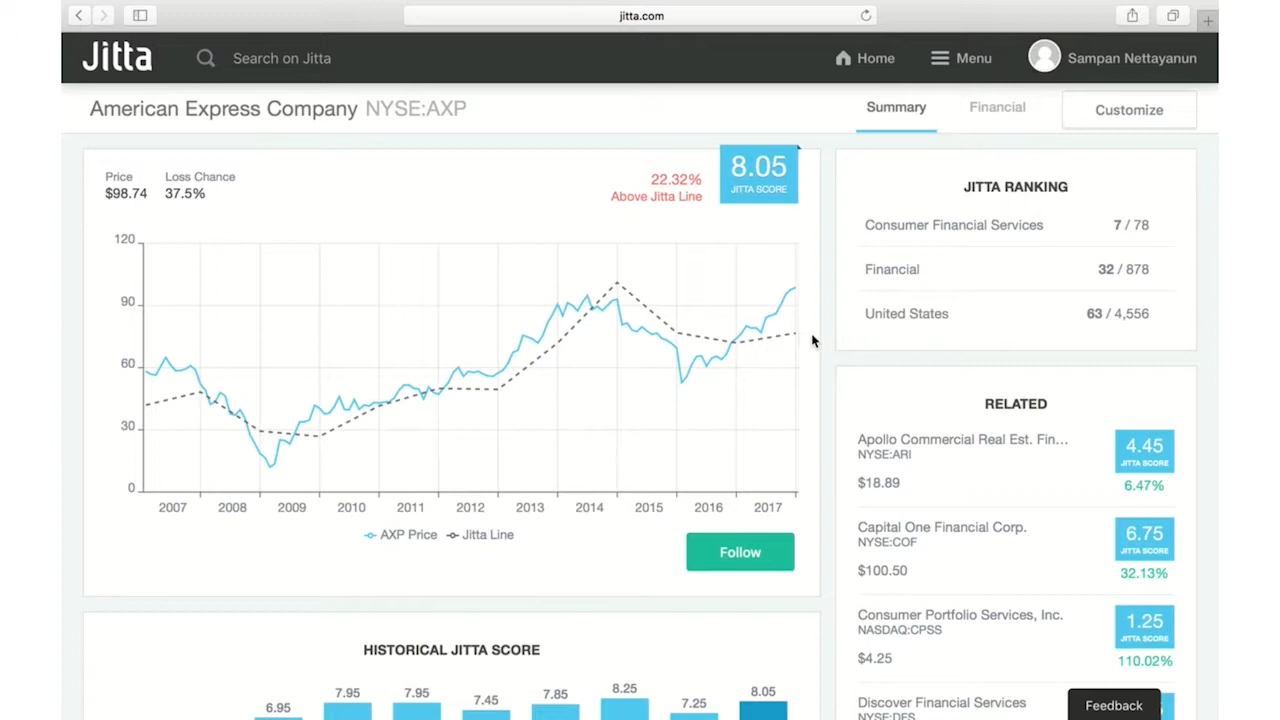 jitta.com
Jitta
Search on Jitta
Home
Menu
Sampan Nettayanun
American Express Company NYSE:AXP
Summary
Financial
Customize
Price
$98.74
Loss Chance
37.5%
22.32%
Above Jitta Line
8.05
JITTA SCORE
120
90
60
30
0
2007 2008 2009 2010 2011 2012 2013 2014 2015 2016 2017
AXP Price Jitta Line
Follow
HISTORICAL JITTA SCORE
6.95 7.95 7.95 7.45 7.85 8.25 7.25 8.05
JITTA RANKING
Consumer Financial Services 7 / 78
Financial 32 / 878
United States 63 / 4,556
RELATED
Apollo Commercial Real Est. Fin...
NYSE:ARI
$18.89
4.45
JITTA SCORE
6.47%
Capital One Financial Corp.
NYSE:COF
$100.50
6.75
JITTA SCORE
32.13%
Consumer Portfolio Services, Inc.
NASDAQ:CPSS
$4.25
1.25
JITTA SCORE
110.02%
Discover Financial Services
NYSE:DFS
Feedback